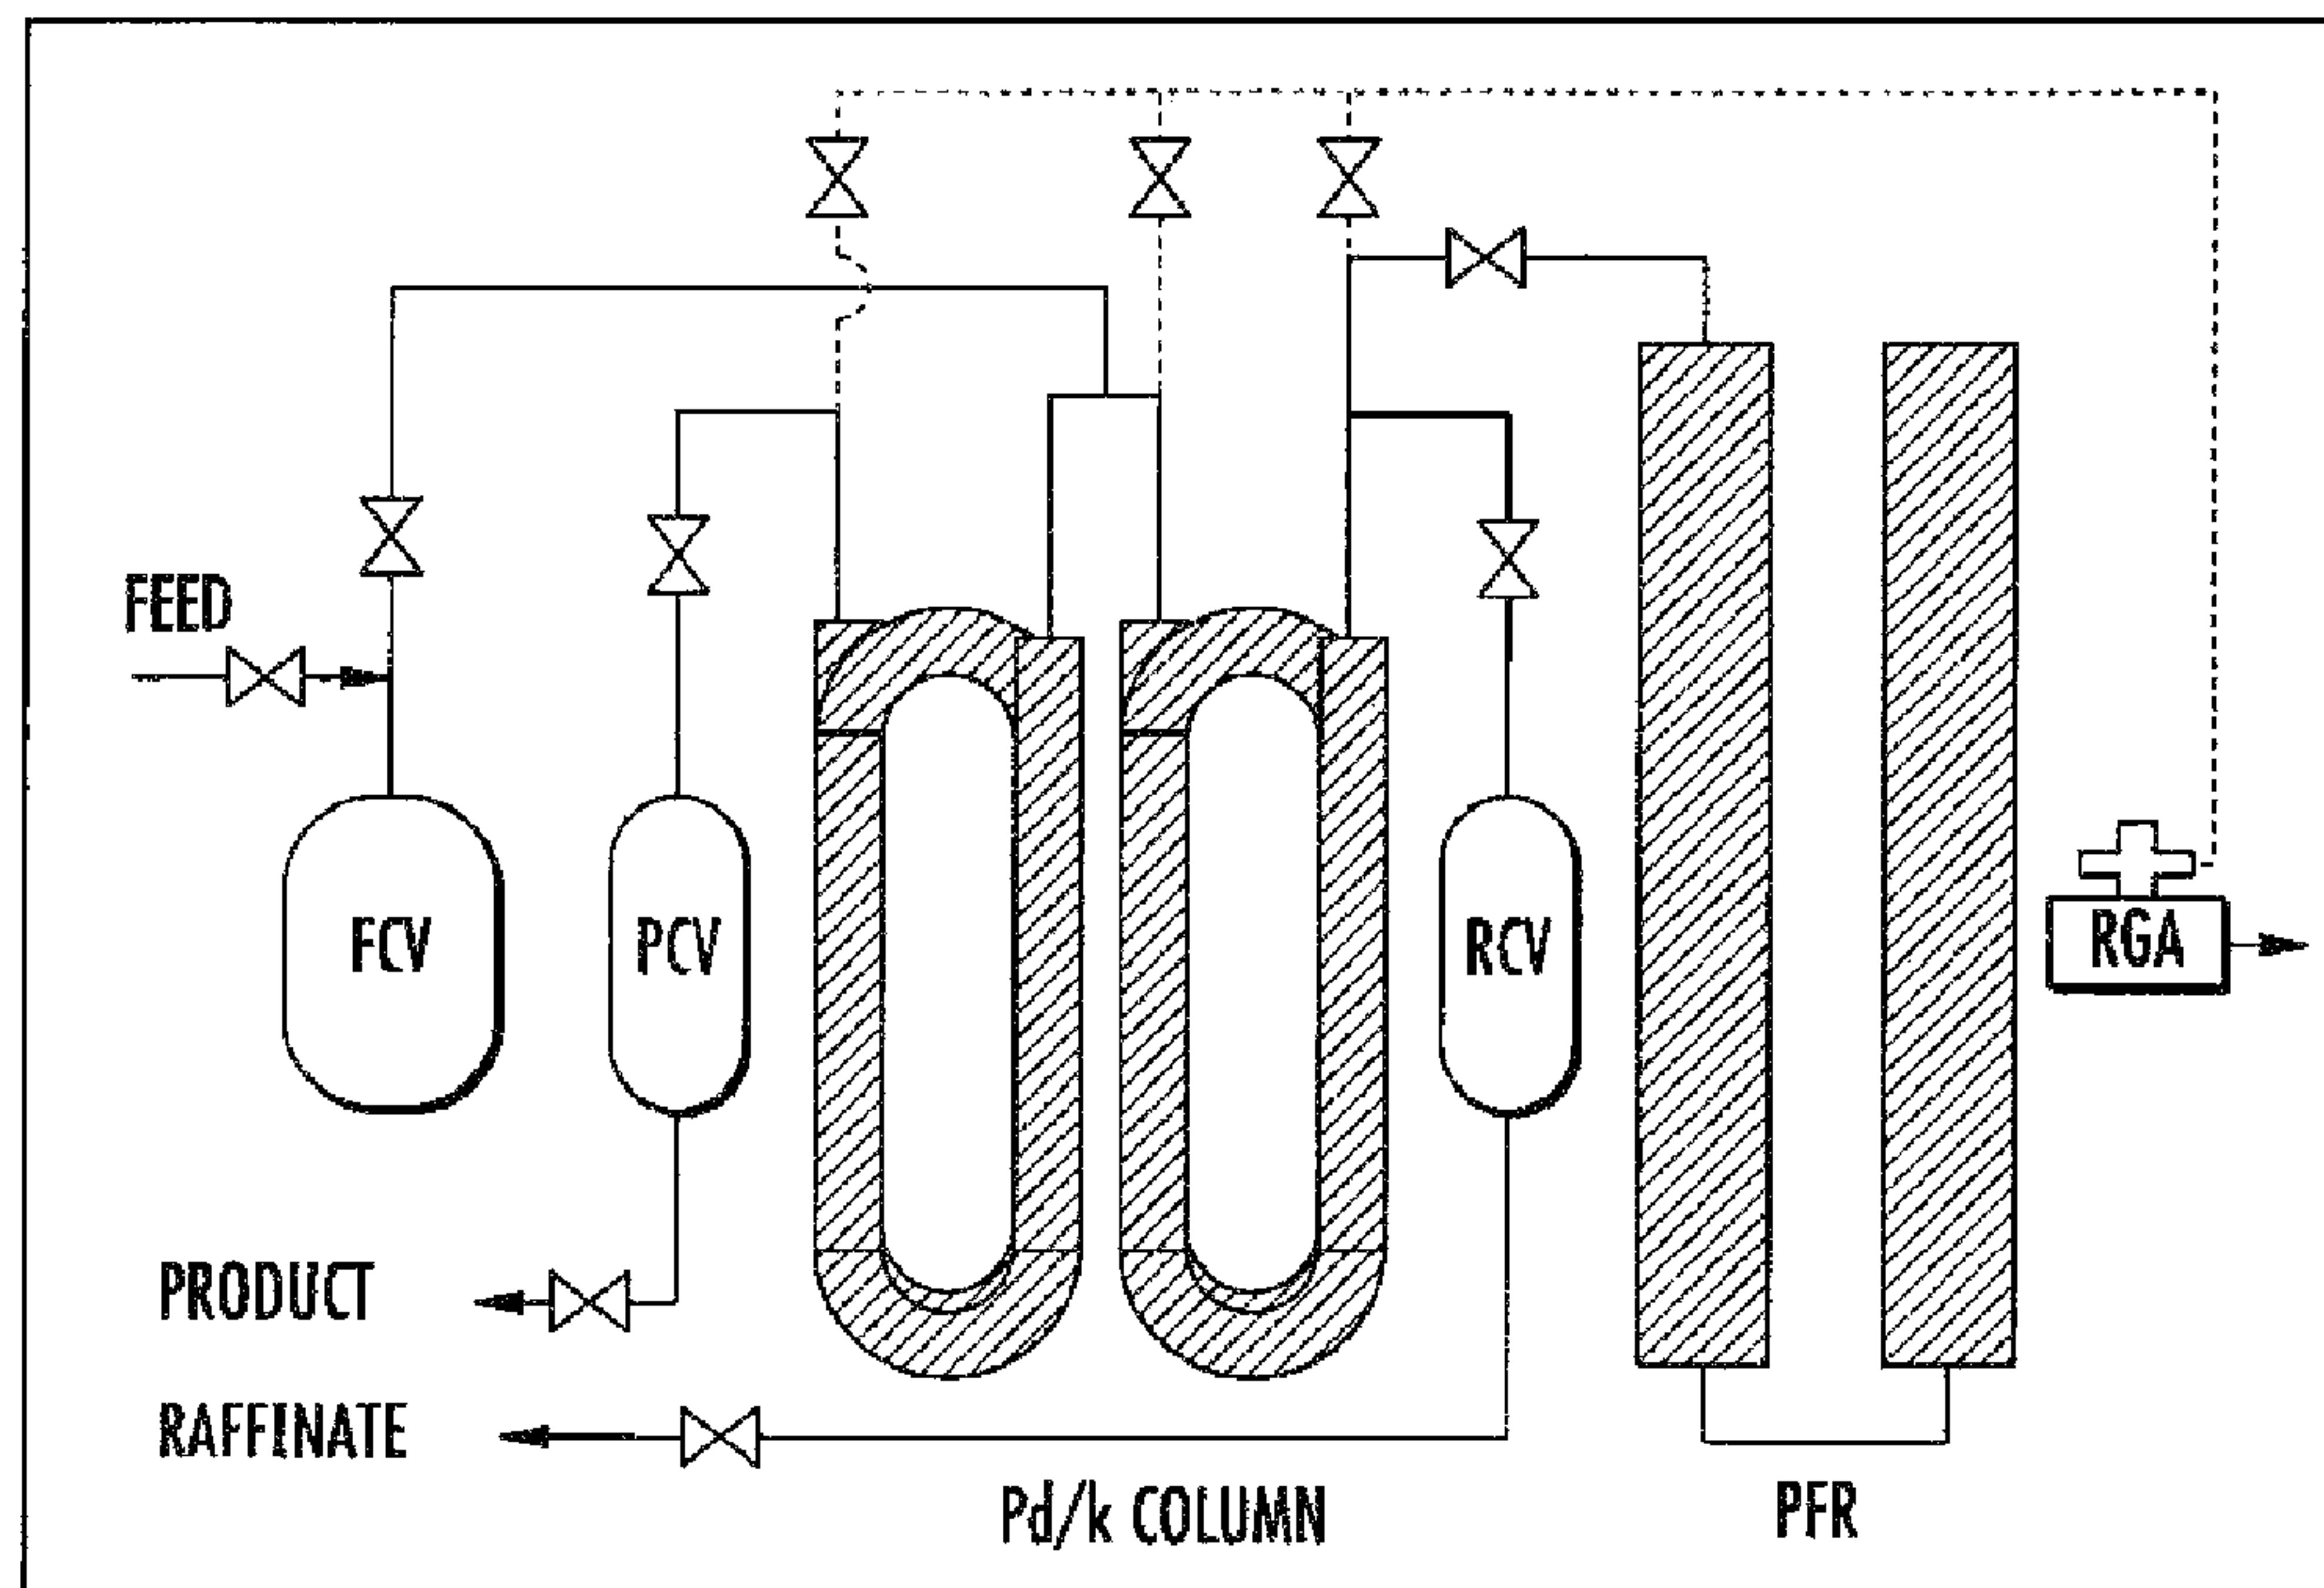 FEED
FCV
PCV
RCV
RGA
PRODUCT
RAFFINATE
Pd/k COLUMN
PFR